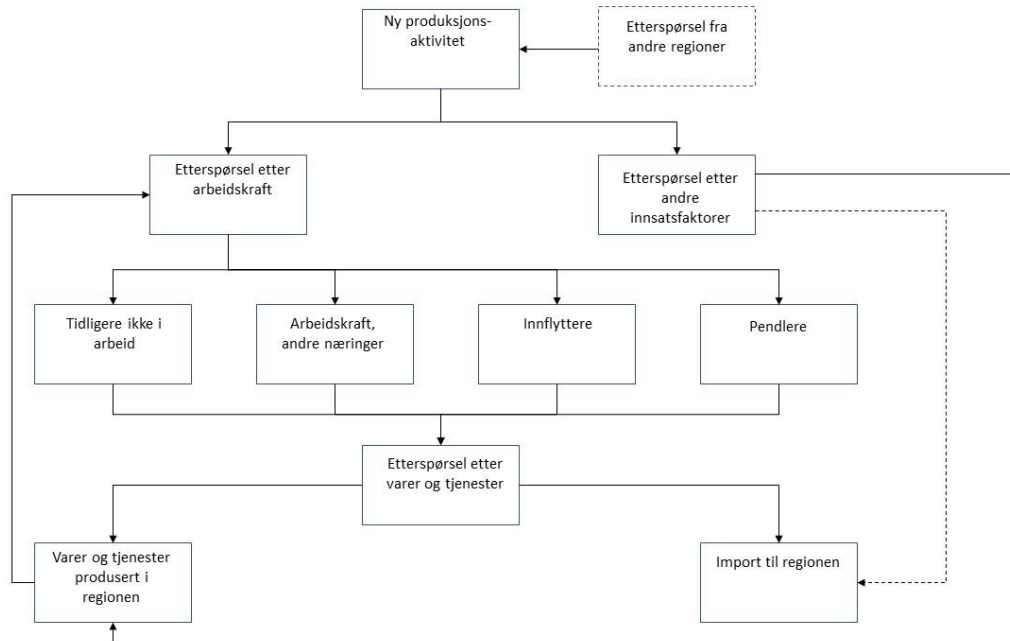 Ny produksjons-
aktivitet
Etterspørsel fra
andre regioner
Etterspørsel etter
arbeidskraft
Etterspørsel etter
andre
innsatsfaktorer
Tidligere ikke i
arbeid
Arbeidskraft,
andre næringer
Innflyttere
Pendlere
Etterspørsel etter
varer og tjenester
Varer og tjenester
produsert i
regionen
Import til regionen